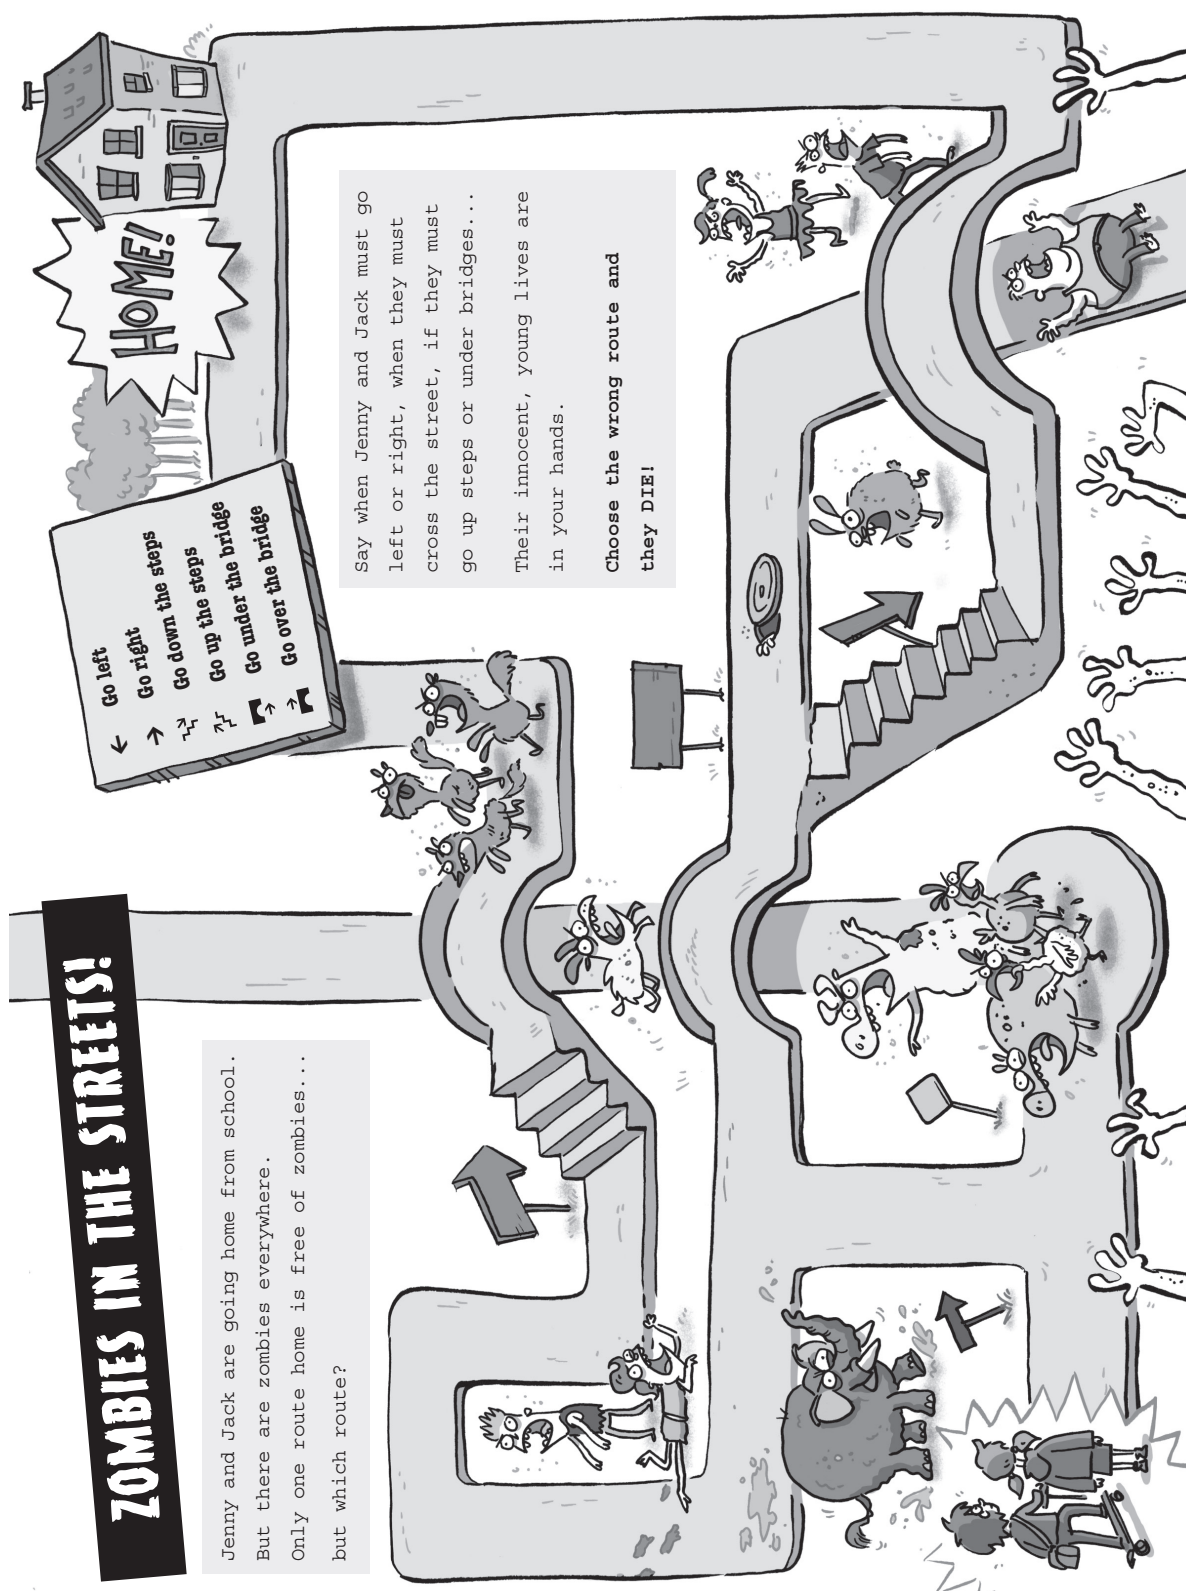 ZOMBIES IN THE STREETS!
Jenny and Jack are going home from school.
But there are zombies everywhere.
Only one route home is free of zombies...
but which route?
Go left
Go right
Go down the steps
Go up the steps
Go under the bridge
Go over the bridge
HOME!
Say when Jenny and Jack must go
left or right, when they must
cross the street, if they must
go up steps or under bridges...
Their innocent, young lives are
in your hands.
Choose the wrong route and
they DIE!